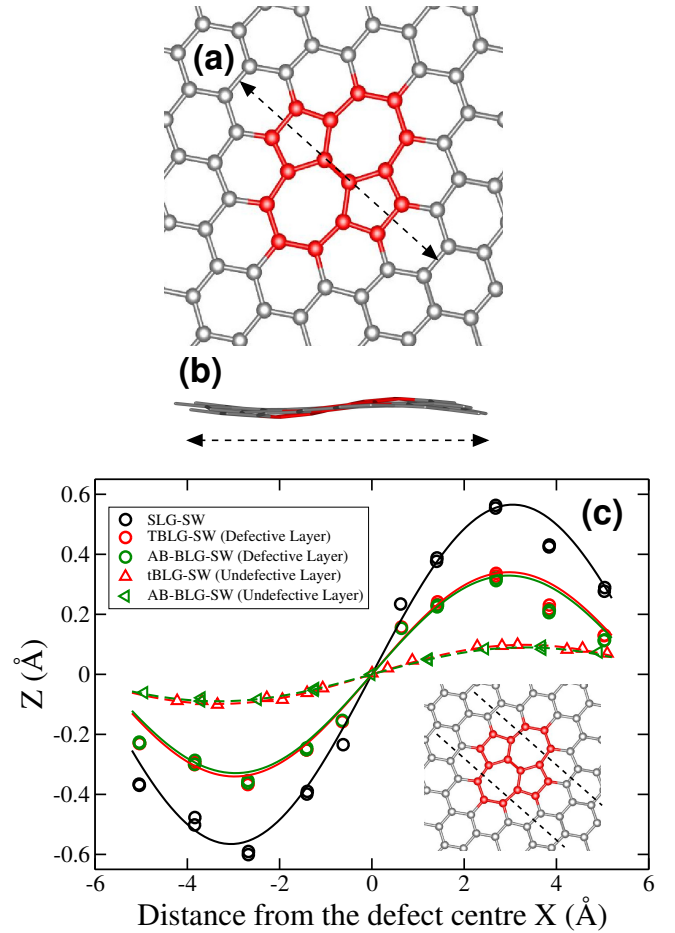 (a)
(b)
(c)
SLG-SW
TBLG-SW (Defective Layer)
AB-BLG-SW (Defective Layer)
tBLG-SW (Undefective Layer)
AB-BLG-SW (Undefective Layer)
0.6
0.4
0.2
0
-0.2
-0.4
-0.6
Z (Å)
-6
-4
-2
0
2
4
6
Distance from the defect centre X (Å)